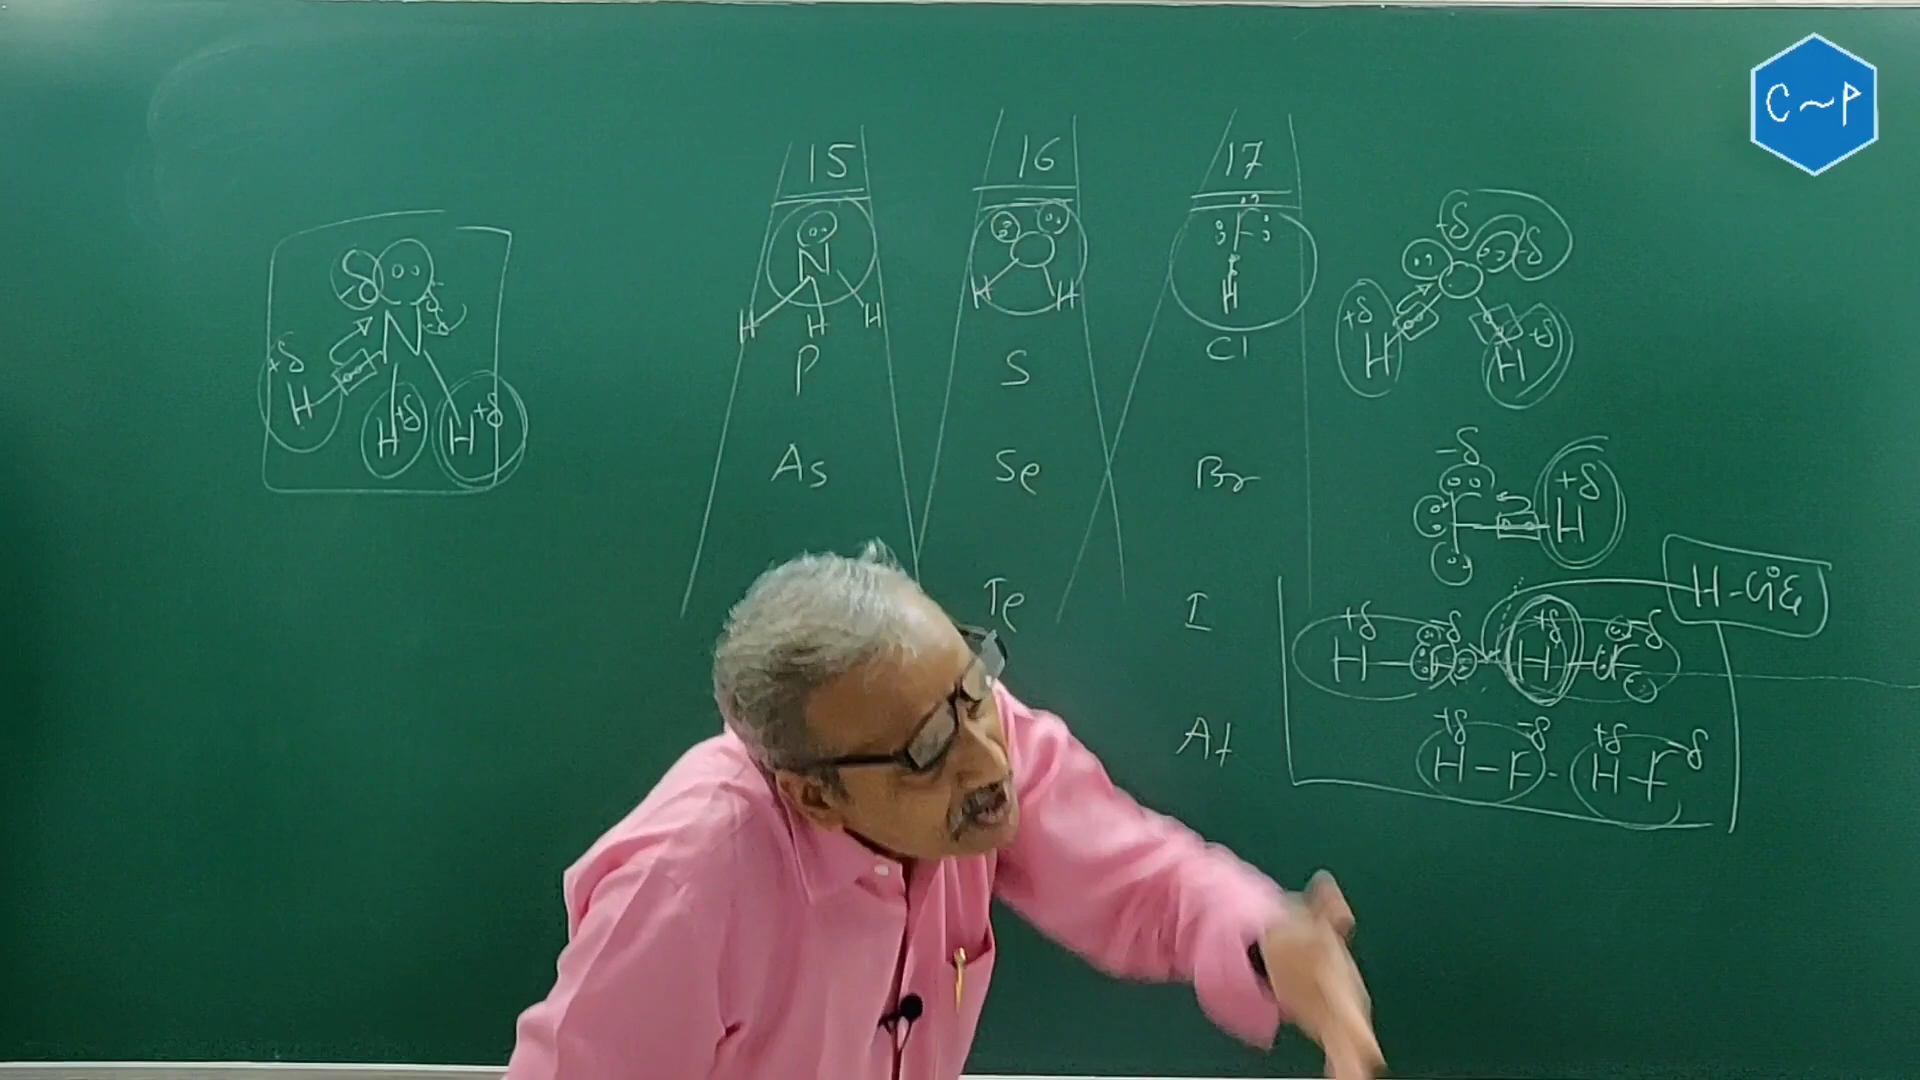 C~P
15 16 17
N O F
H H H H H H
P S Cl
As Se Br
Te I
At
-δ
N
+δ
H H+δ H+δ
-δ -δ
O
+δ +δ
H H
-δ
F H +δ
+δ -δ +δ -δ
H-F H-F
+δ -δ +δ -δ
H-F - H-F